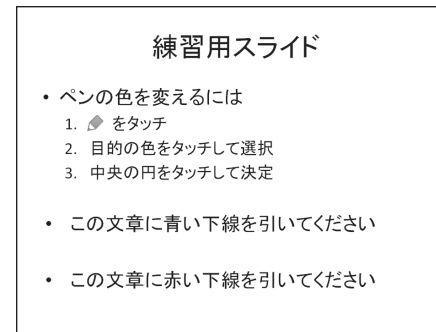 練習用スライド
• ペンの色を変えるには
1. をタッチ
2. 目的の色をタッチして選択
3. 中央の円をタッチして決定
• この文章に青い下線を引いてください
• この文章に赤い下線を引いてください